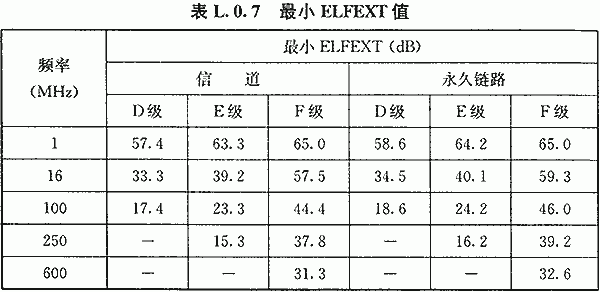 表 L.0.7 最小 ELFEXT 值
频率
(MHz)
最小 ELFEXT (dB)
信 道 永久链路
D级 E级 F级 D级 E级 F级
1 57.4 63.3 65.0 58.6 64.2 65.0
16 33.3 39.2 57.5 34.5 40.1 59.3
100 17.4 23.3 44.4 18.6 24.2 46.0
250 — 15.3 37.8 — 16.2 39.2
600 — — 31.3 — — 32.6